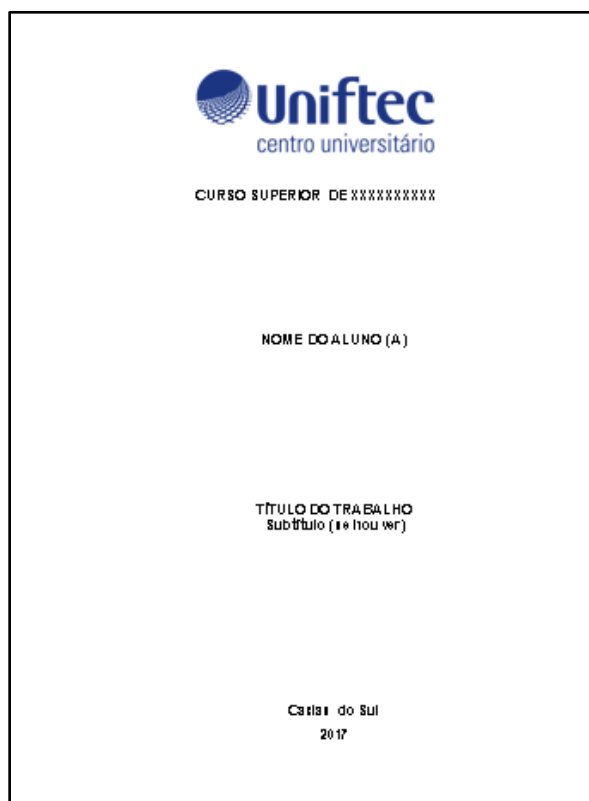 Uniftec
centro universitário
CURSO SUPERIOR DE XXXXXXXXXX
NOME DO ALUNO (A)
TÍTULO DO TRABALHO
Subtítulo (se houver)
Caxias do Sul
2017